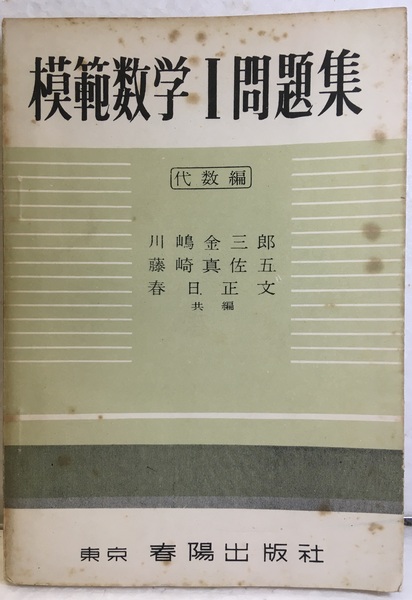 模範数学Ⅰ問題集
代数編
川嶋金三郎
藤崎真佐五
春日正文
共編
東京 春陽出版社